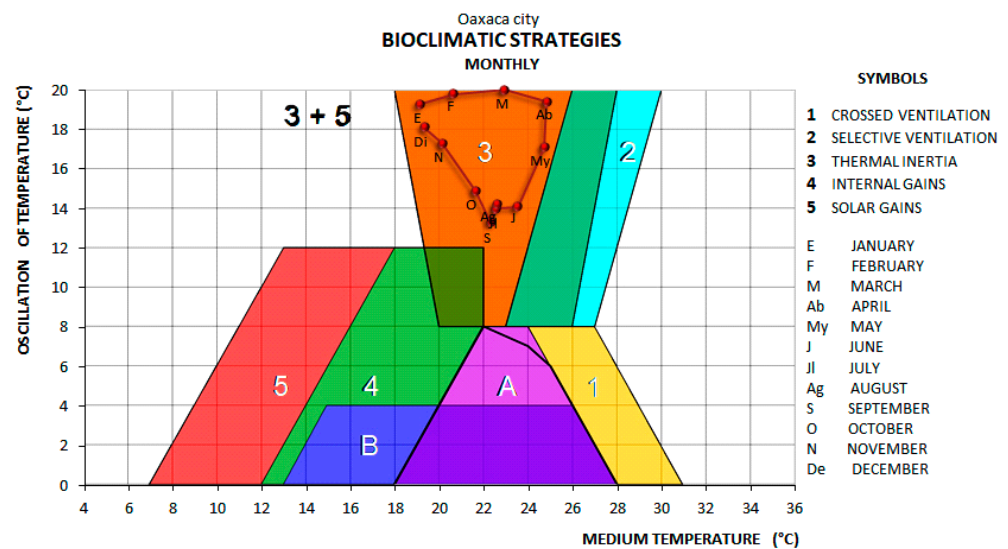 Oaxaca city
BIOCLIMATIC STRATEGIES
MONTHLY
OSCILLATION OF TEMPERATURE (°C)
20
18
16
14
12
10
8
6
4
2
0
3 + 5
E
F
M
Ab
Di
N
My
3
2
O
Ag
Jl
J
S
5
4
A
1
B
4 6 8 10 12 14 16 18 20 22 24 26 28 30 32 34 36
MEDIUM TEMPERATURE (°C)
SYMBOLS
1 CROSSED VENTILATION
2 SELECTIVE VENTILATION
3 THERMAL INERTIA
4 INTERNAL GAINS
5 SOLAR GAINS
E JANUARY
F FEBRUARY
M MARCH
Ab APRIL
My MAY
J JUNE
Jl JULY
Ag AUGUST
S SEPTEMBER
O OCTOBER
N NOVEMBER
De DECEMBER